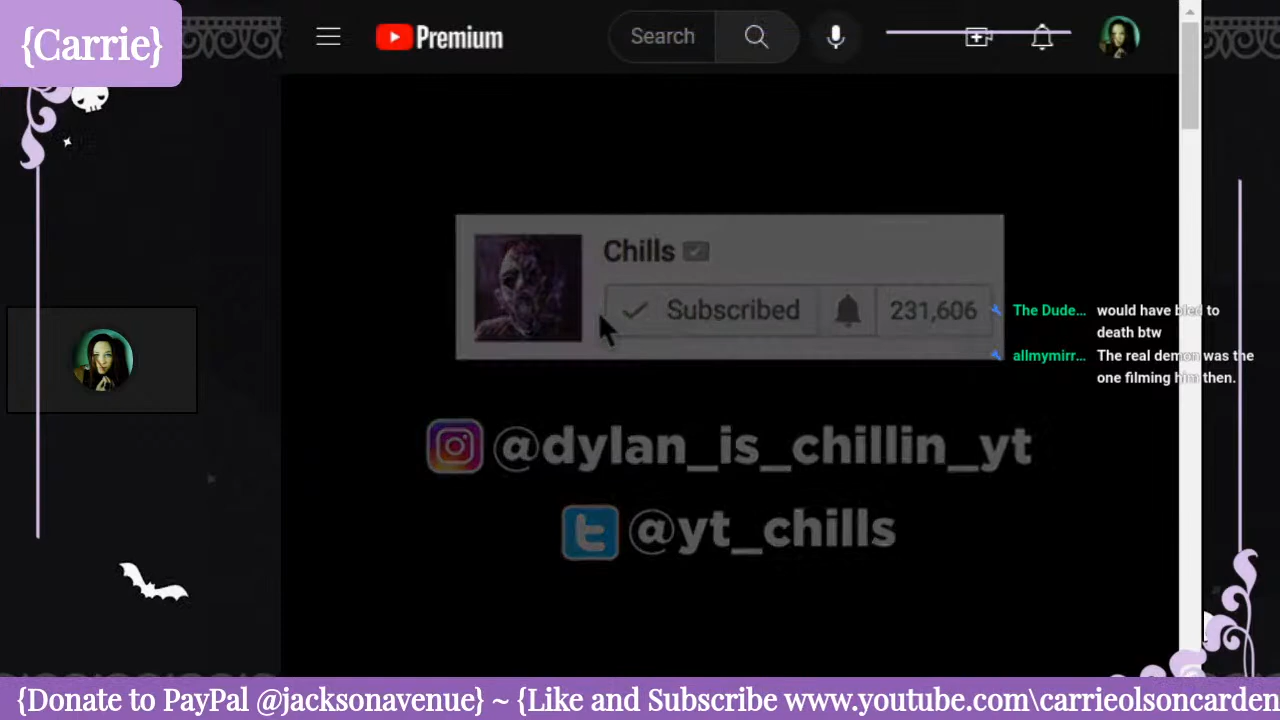 {Carrie}
Premium
Search
Chills
Subscribed
231,606
The Dude... would have bled to
death btw
allmymirr... The real demon was the
one filming him then.
@dylan_is_chillin_yt
@yt_chills
{Donate to PayPal @jacksonavenue} ~ {Like and Subscribe www.youtube.com\carrieolsoncarden